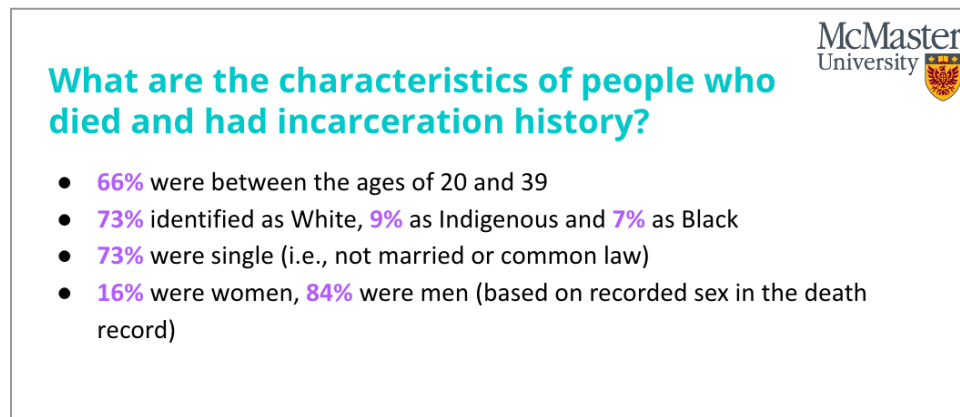 McMaster
University
What are the characteristics of people who
died and had incarceration history?
● 66% were between the ages of 20 and 39
● 73% identified as White, 9% as Indigenous and 7% as Black
● 73% were single (i.e., not married or common law)
● 16% were women, 84% were men (based on recorded sex in the death
record)